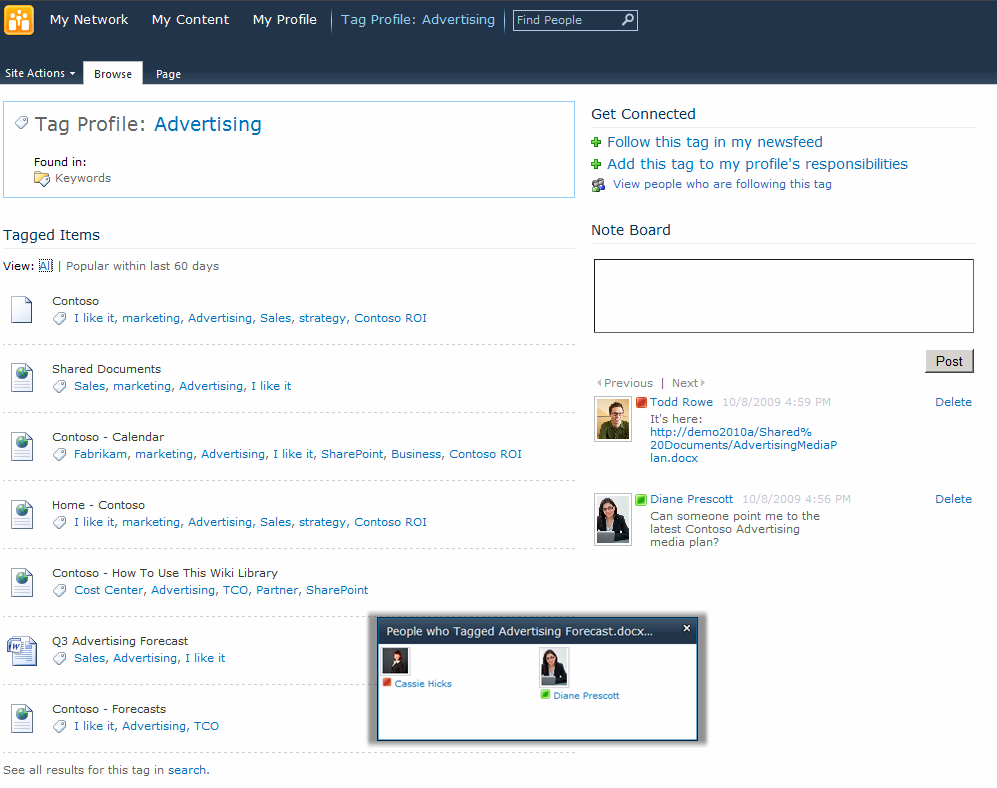 My Network My Content My Profile Tag Profile: Advertising Find People
Site Actions Browse Page
Tag Profile: Advertising
Found in:
Keywords
Tagged Items
View: All | Popular within last 60 days
Contoso
I like it, marketing, Advertising, Sales, strategy, Contoso ROI
Shared Documents
Sales, marketing, Advertising, I like it
Contoso - Calendar
Fabrikam, marketing, Advertising, I like it, SharePoint, Business, Contoso ROI
Home - Contoso
I like it, marketing, Advertising, Sales, strategy, Contoso ROI
Contoso - How To Use This Wiki Library
Cost Center, Advertising, TCO, Partner, SharePoint
Q3 Advertising Forecast
Sales, Advertising, I like it
Contoso - Forecasts
I like it, Advertising, TCO
See all results for this tag in search.
Get Connected
Follow this tag in my newsfeed
Add this tag to my profile's responsibilities
View people who are following this tag
Note Board
Post
Previous | Next
Todd Rowe 10/8/2009 4:59 PM Delete
It's here:
http://demo2010a/Shared%
20Documents/AdvertisingMediaP
lan.docx
Diane Prescott 10/8/2009 4:56 PM Delete
Can someone point me to the
latest Contoso Advertising
media plan?
People who Tagged Advertising Forecast.docx... ×
Cassie Hicks
Diane Prescott